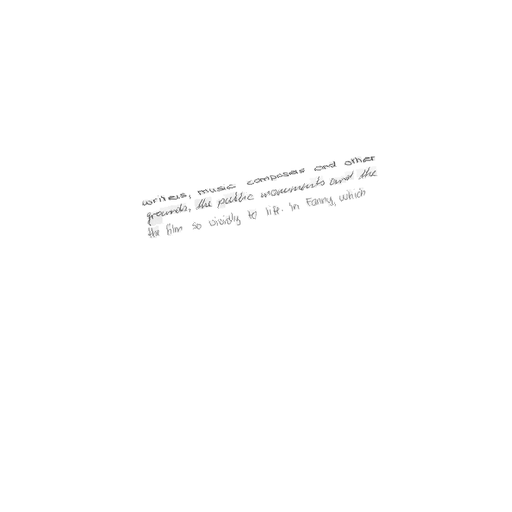 writers, music composes and other
grounds, the public monuments and the
the film so vividly to life. In Fanny, which